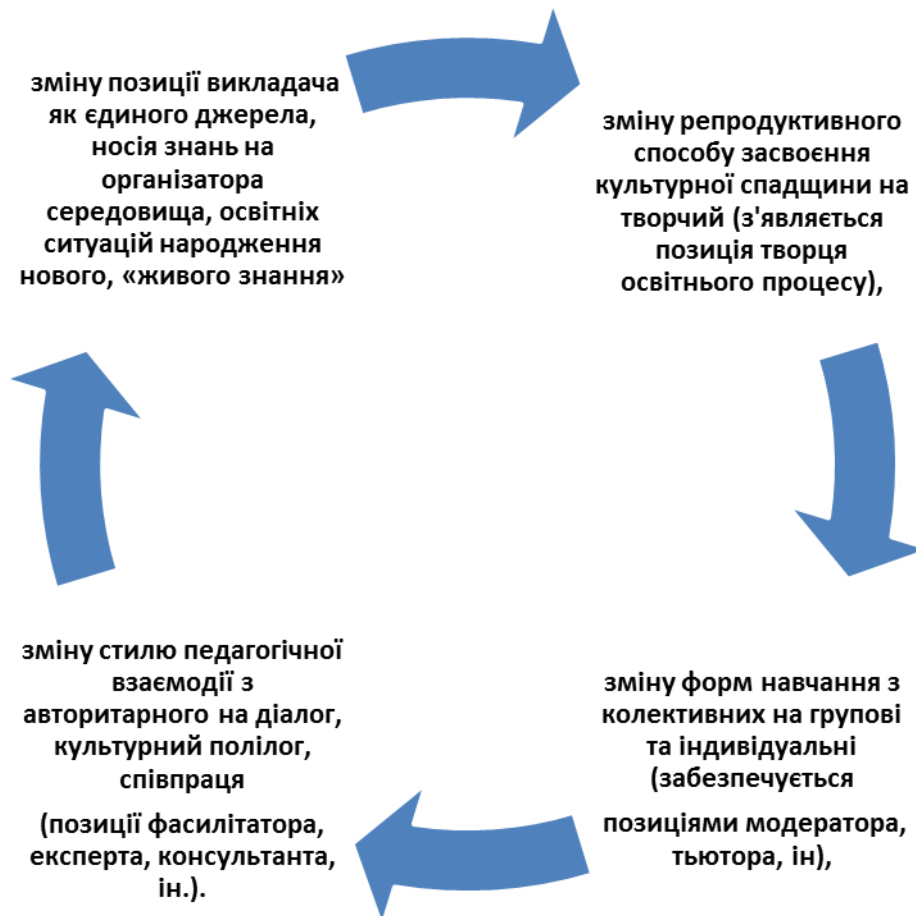 зміну позиції викладача
як єдиного джерела,
носія знань на
організатора
середовища, освітніх
ситуацій народження
нового, «живого знання»
зміну репродуктивного
способу засвоєння
культурної спадщини на
творчий (з'являється
позиція творця
освітнього процесу),
зміну форм навчання з
колективних на групові
та індивідуальні
(забезпечується
позиціями модератора,
тьютора, ін),
зміну стилю педагогічної
взаємодії з
авторитарного на діалог,
культурний полілог,
співпраця
(позиції фасилітатора,
експерта, консультанта,
ін.).